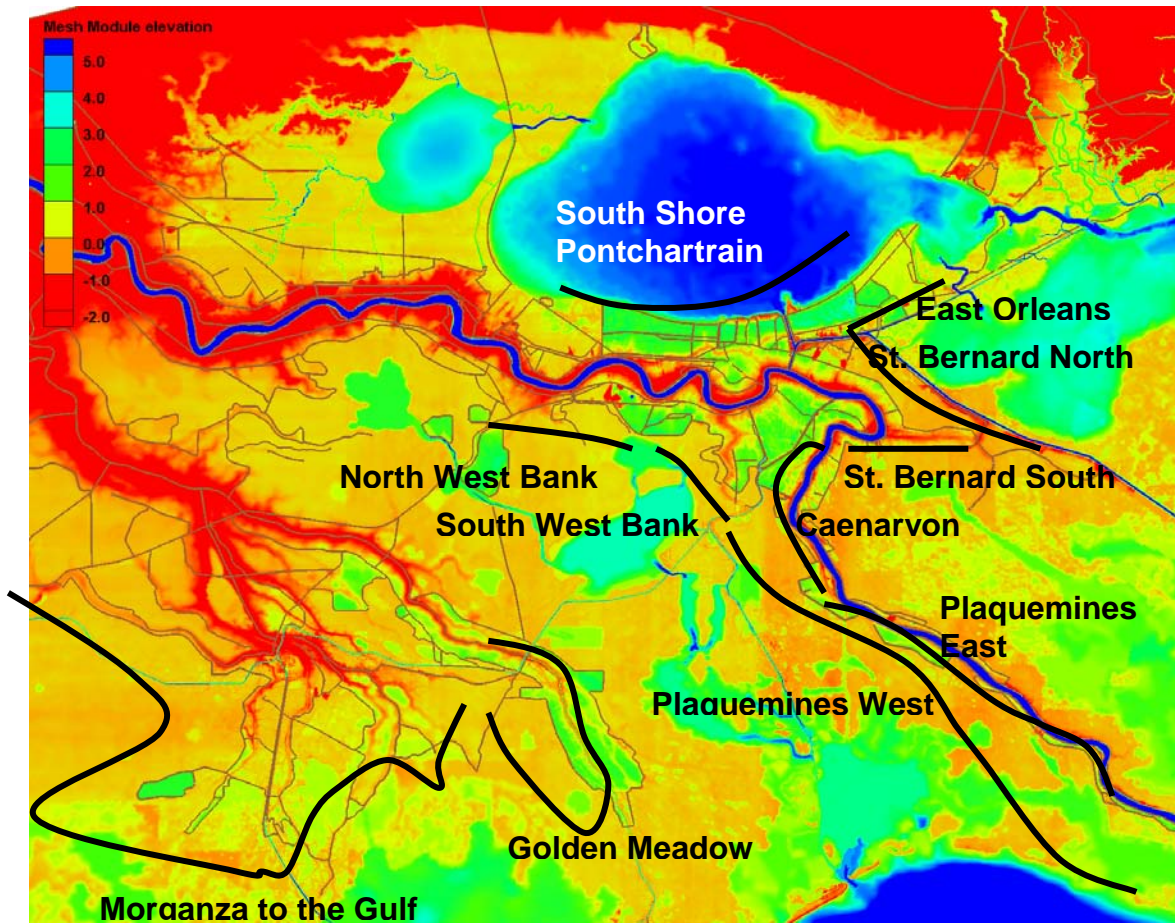 Mesh Module elevation
5.0
4.0
3.0
2.0
1.0
0.0
-1.0
-2.0
South Shore
Pontchartrain
East Orleans
St. Bernard North
North West Bank
St. Bernard South
South West Bank
Caenarvon
Plaquemines
East
Plaquemines West
Golden Meadow
Morganza to the Gulf